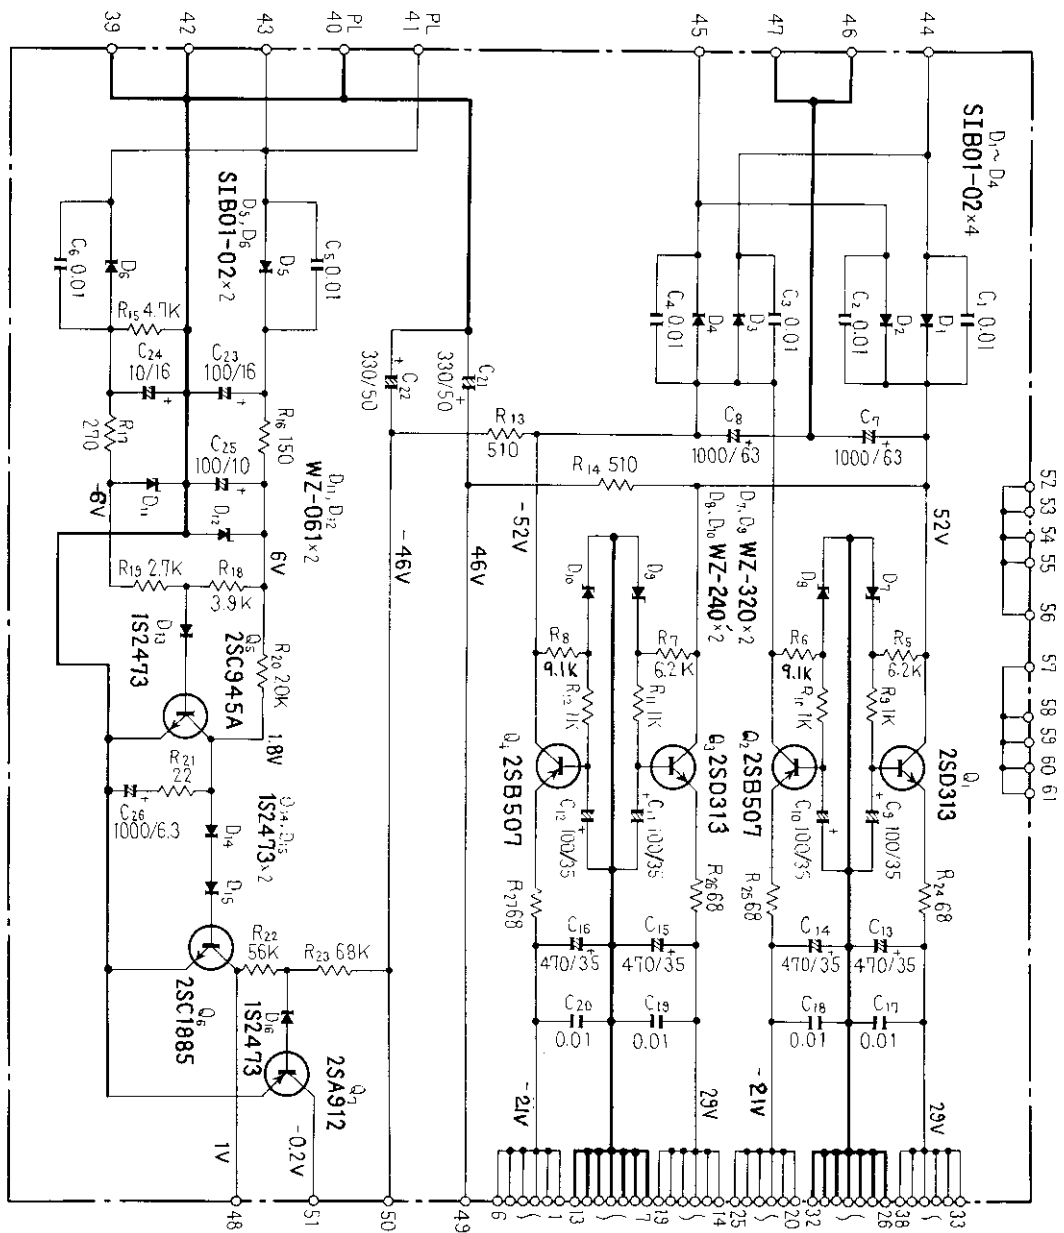 39
42
43
40 PL
41 PL
45
47
46
44
D1~D4
SIB01-02×4
D5, D6
SIB01-02×2
C6 0.01
D6
D5
C5 0.01
R15 4.7K
C24
10/16
C23
100/16
R17
270
R16 150
C25
100/10
D11, D12
WZ-061×2
-6V
D11
D12
6V
R19 2.7K
R18
3.9K
D13
1S2473
Q5
2SC945A
R20 20K
1.8V
R21
22
C26
1000/6.3
D14, D15
1S2473×2
D14
D15
R22
56K
R23 68K
Q6
2SC1885
D16
1S2473
Q7
2SA912
1V
-0.2V
48
51
50
49
330/50
C22
330/50
C21
R13
510
R14 510
-46V
46V
-52V
52V
C4 0.01
D4
D3
C3 0.01
C2 0.01
D2
D1
C1 0.01
C8
1000/63
C7
1000/63
D7, D9 WZ-320×2
D8, D10 WZ-240×2
D10
D9
D8
D7
R8
9.1K
R7
6.2K
R6
9.1K
R5
6.2K
R12 1K
R11 1K
R10 1K
R9 1K
Q4 2SB507
Q3 2SD313
Q2 2SB507
Q1
2SD313
C12 100/35
C11 100/35
C10 100/35
C9 100/35
R27 68
R26 68
R25 68
R24 68
C16
470/35
C15
470/35
C14
470/35
C13
470/35
C20
0.01
C19
0.01
C18
0.01
C17
0.01
-21V
29V
-21V
29V
6
1
13
7
19
14
25
20
32
26
38
33
52
53
54
55
56
57
58
59
60
61